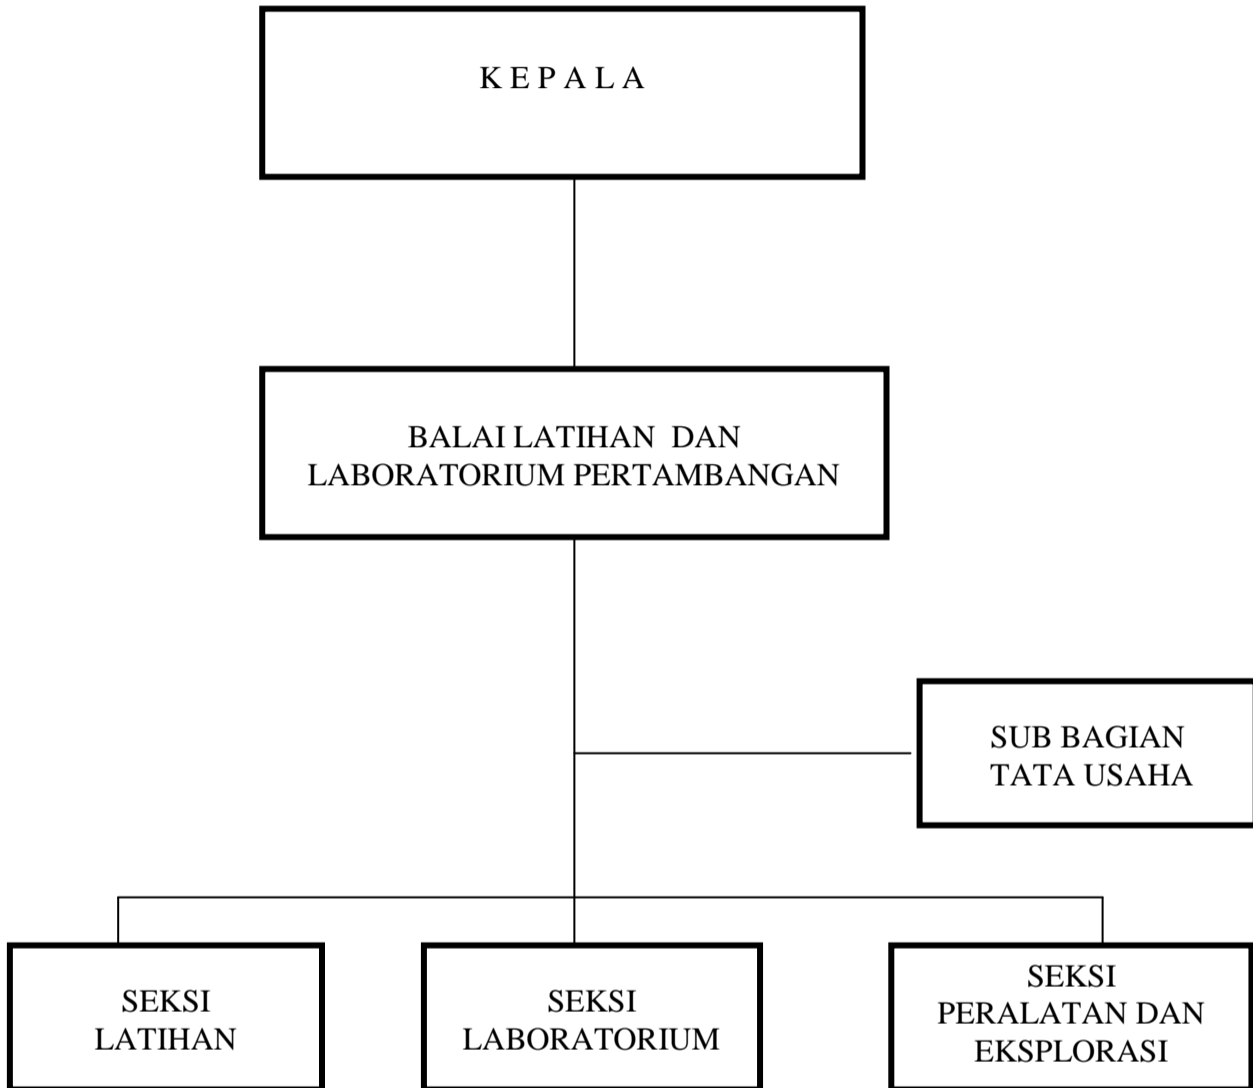 K E P A L A
BALAI LATIHAN DAN
LABORATORIUM PERTAMBANGAN
SUB BAGIAN
TATA USAHA
SEKSI
LATIHAN
SEKSI
LABORATORIUM
SEKSI
PERALATAN DAN
EKSPLORASI